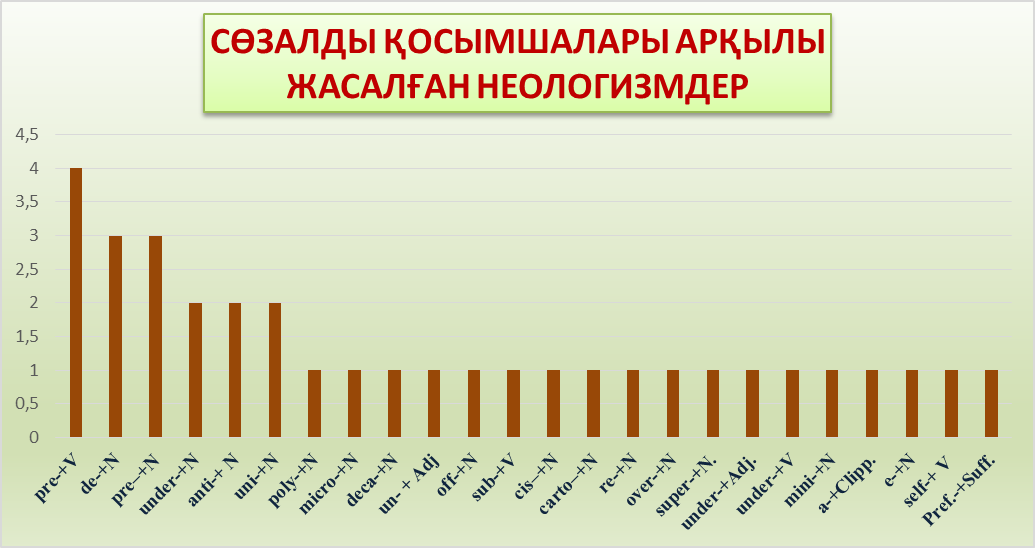 СӨЗАЛДЫ ҚОСЫМШАЛАРЫ АРҚЫЛЫ
ЖАСАЛҒАН НЕОЛОГИЗМДЕР
4,5
4
3,5
3
2,5
2
1,5
1
0,5
0
pre-+V
de-+N
pre–+N
under-+N
anti-+ N
uni-+N
poly-+N
micro-+N
deca-+N
un- + Adj
off-+N
sub-+V
cis–+N
carto–+N
re-+N
over-+N
super-+N.
under-+Adj.
under-+V
mini-+N
a-+Clipp.
e-+N
self-+ V
Pref.-+Suff.